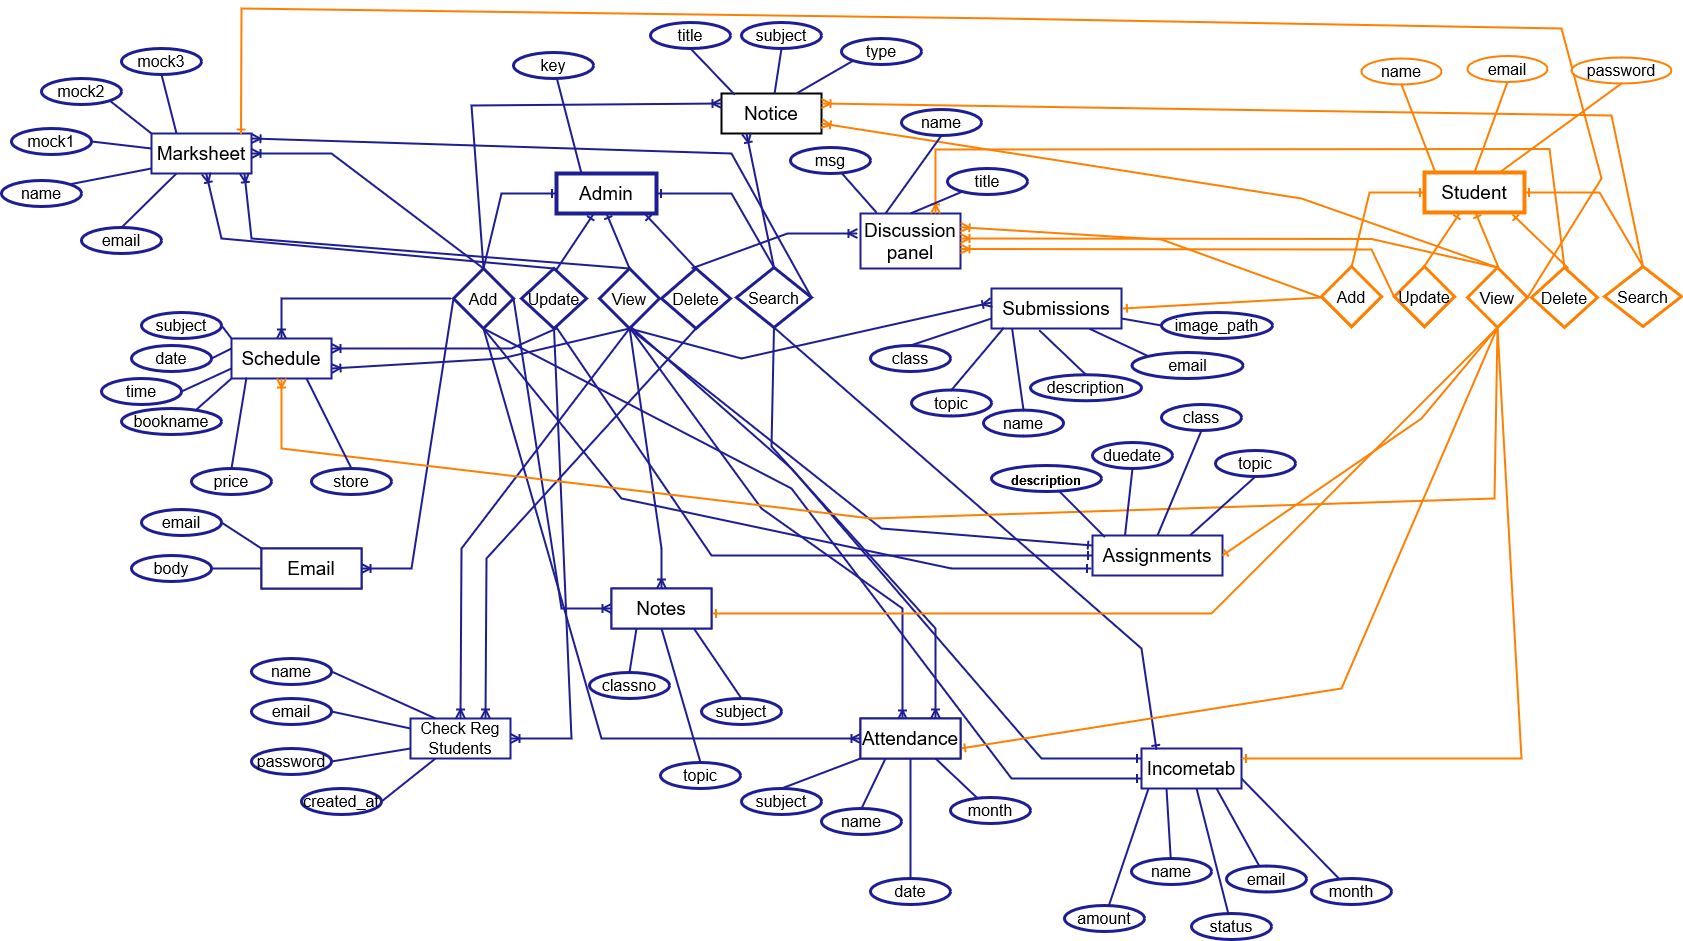 title
subject
type
key
mock3
mock2
mock1
name
email
Marksheet
Notice
name
msg
title
Discussion
panel
Admin
name
email
password
Student
Add
Update
View
Delete
Search
Add
Update
View
Delete
Search
Submissions
image_path
email
class
description
topic
name
subject
date
time
bookname
price
store
Schedule
class
duedate
topic
description
Assignments
email
body
Email
Notes
classno
subject
topic
name
email
password
created_at
Check Reg
Students
Attendance
subject
name
month
date
Incometab
name
email
month
amount
status